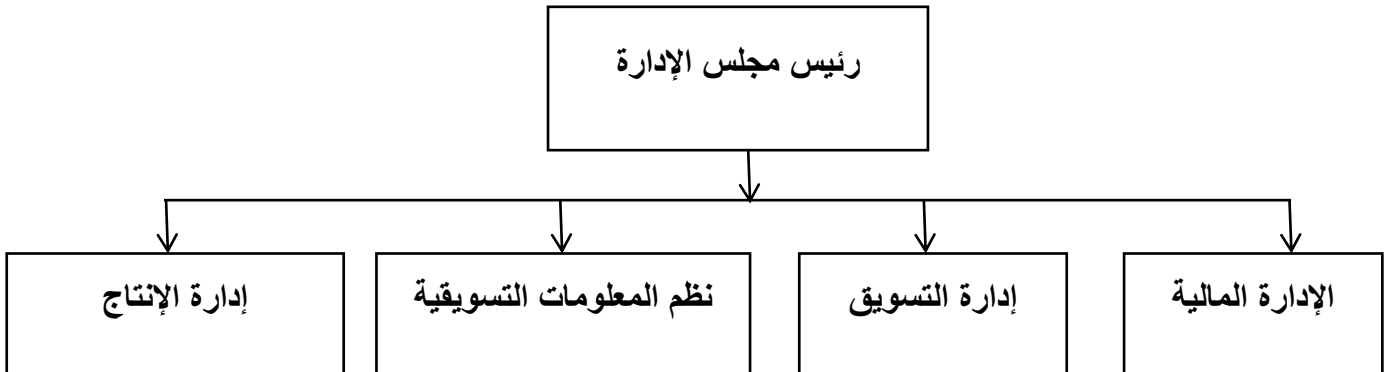 رئيس مجلس الإدارة
الإدارة المالية
إدارة التسويق
نظم المعلومات التسويقية
إدارة الإنتاج